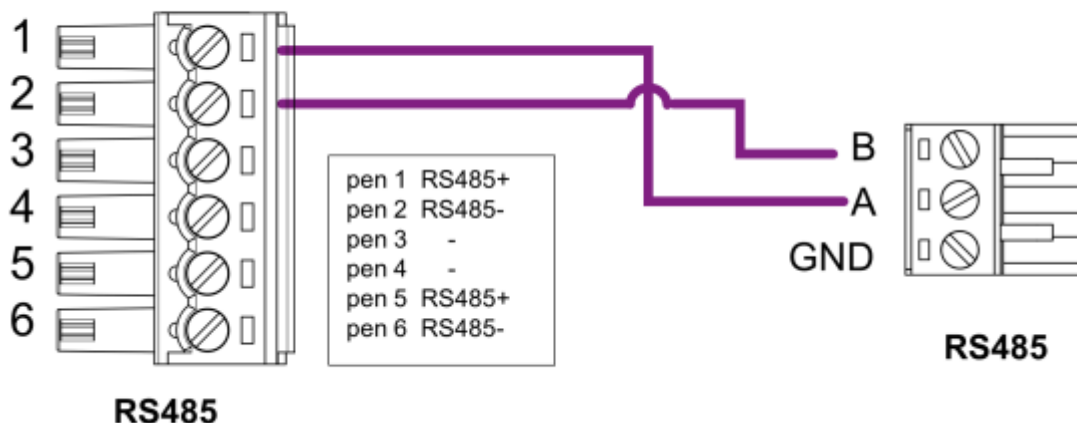 1
2
3
4
5
6
pen 1 RS485+
pen 2 RS485-
pen 3 -
pen 4 -
pen 5 RS485+
pen 6 RS485-
B
A
GND
RS485
RS485